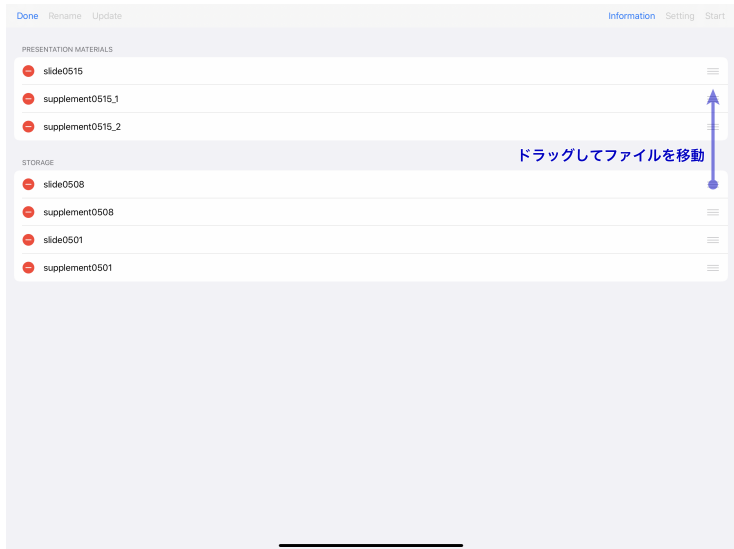 Done Rename Update Information Setting Start
PRESENTATION MATERIALS
slide0515
supplement0515_1
supplement0515_2
ドラッグしてファイルを移動
STORAGE
slide0508
supplement0508
slide0501
supplement0501